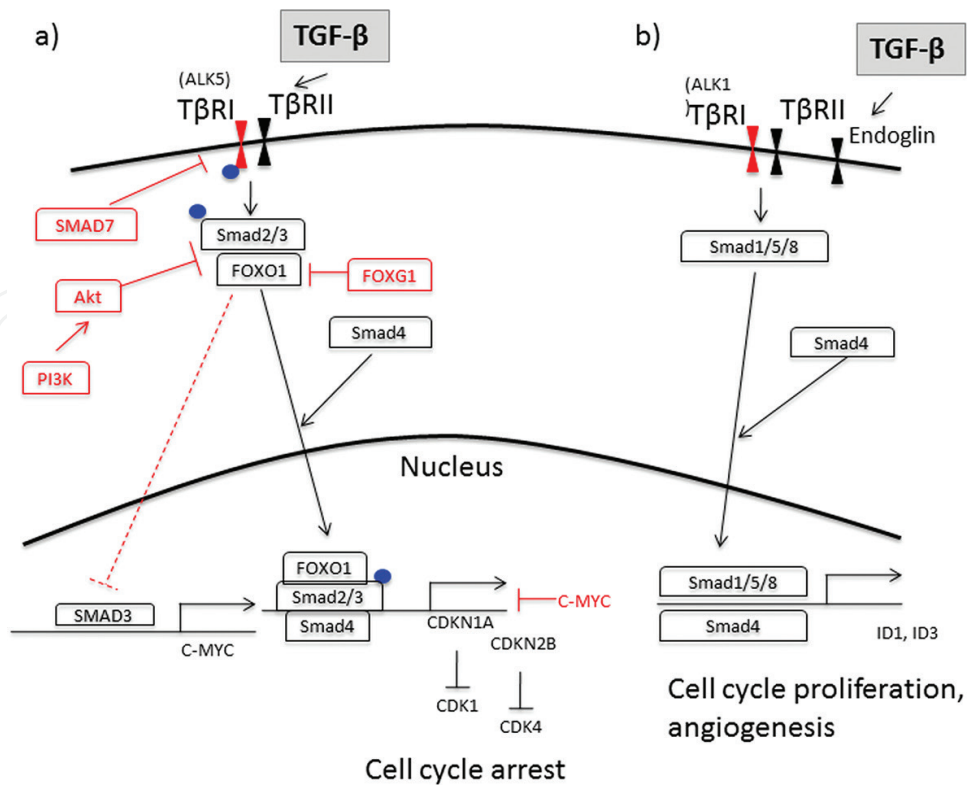 a)
TGF-β
(ALK5)
TβRI
TβRII
SMAD7
Smad2/3
FOXO1
FOXG1
Akt
PI3K
Smad4
Nucleus
FOXO1
Smad2/3
Smad4
SMAD3
C-MYC
CDKN1A
C-MYC
CDKN2B
CDK1
CDK4
Cell cycle arrest
b)
TGF-β
(ALK1
)
TβRI
TβRII
Endoglin
Smad1/5/8
Smad4
Smad1/5/8
Smad4
ID1, ID3
Cell cycle proliferation,
angiogenesis